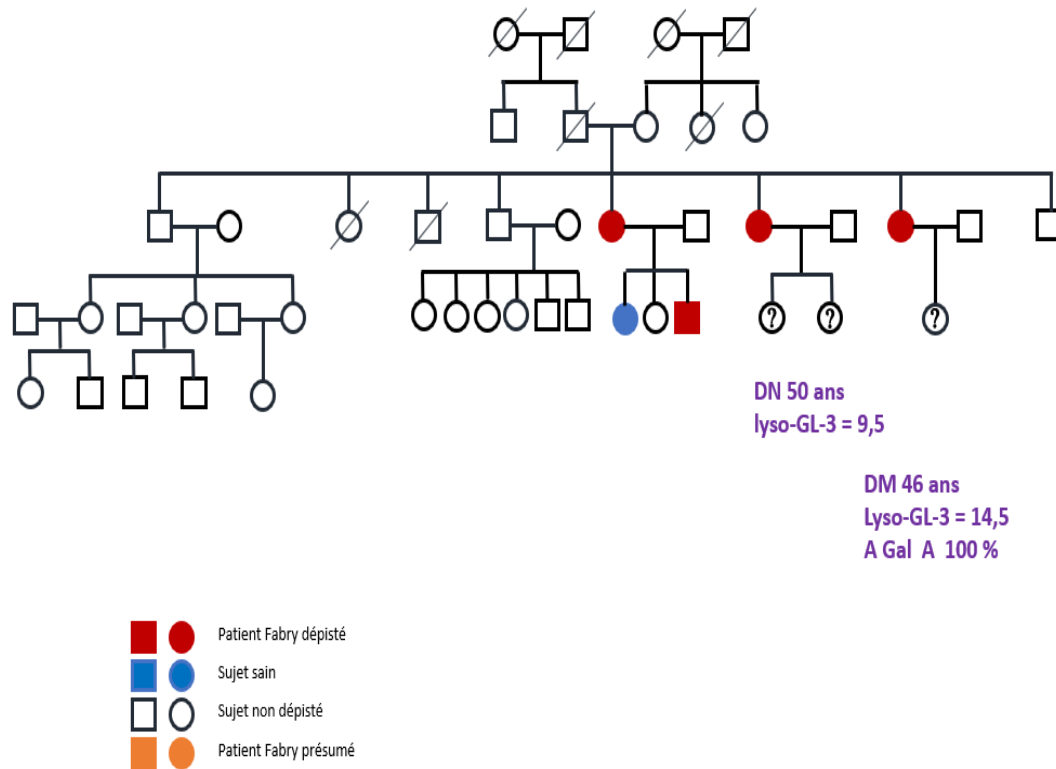 ? ? ?
DN 50 ans
lyso-GL-3 = 9,5
DM 46 ans
Lyso-GL-3 = 14,5
A Gal A 100 %
Patient Fabry dépisté
Sujet sain
Sujet non dépisté
Patient Fabry présumé